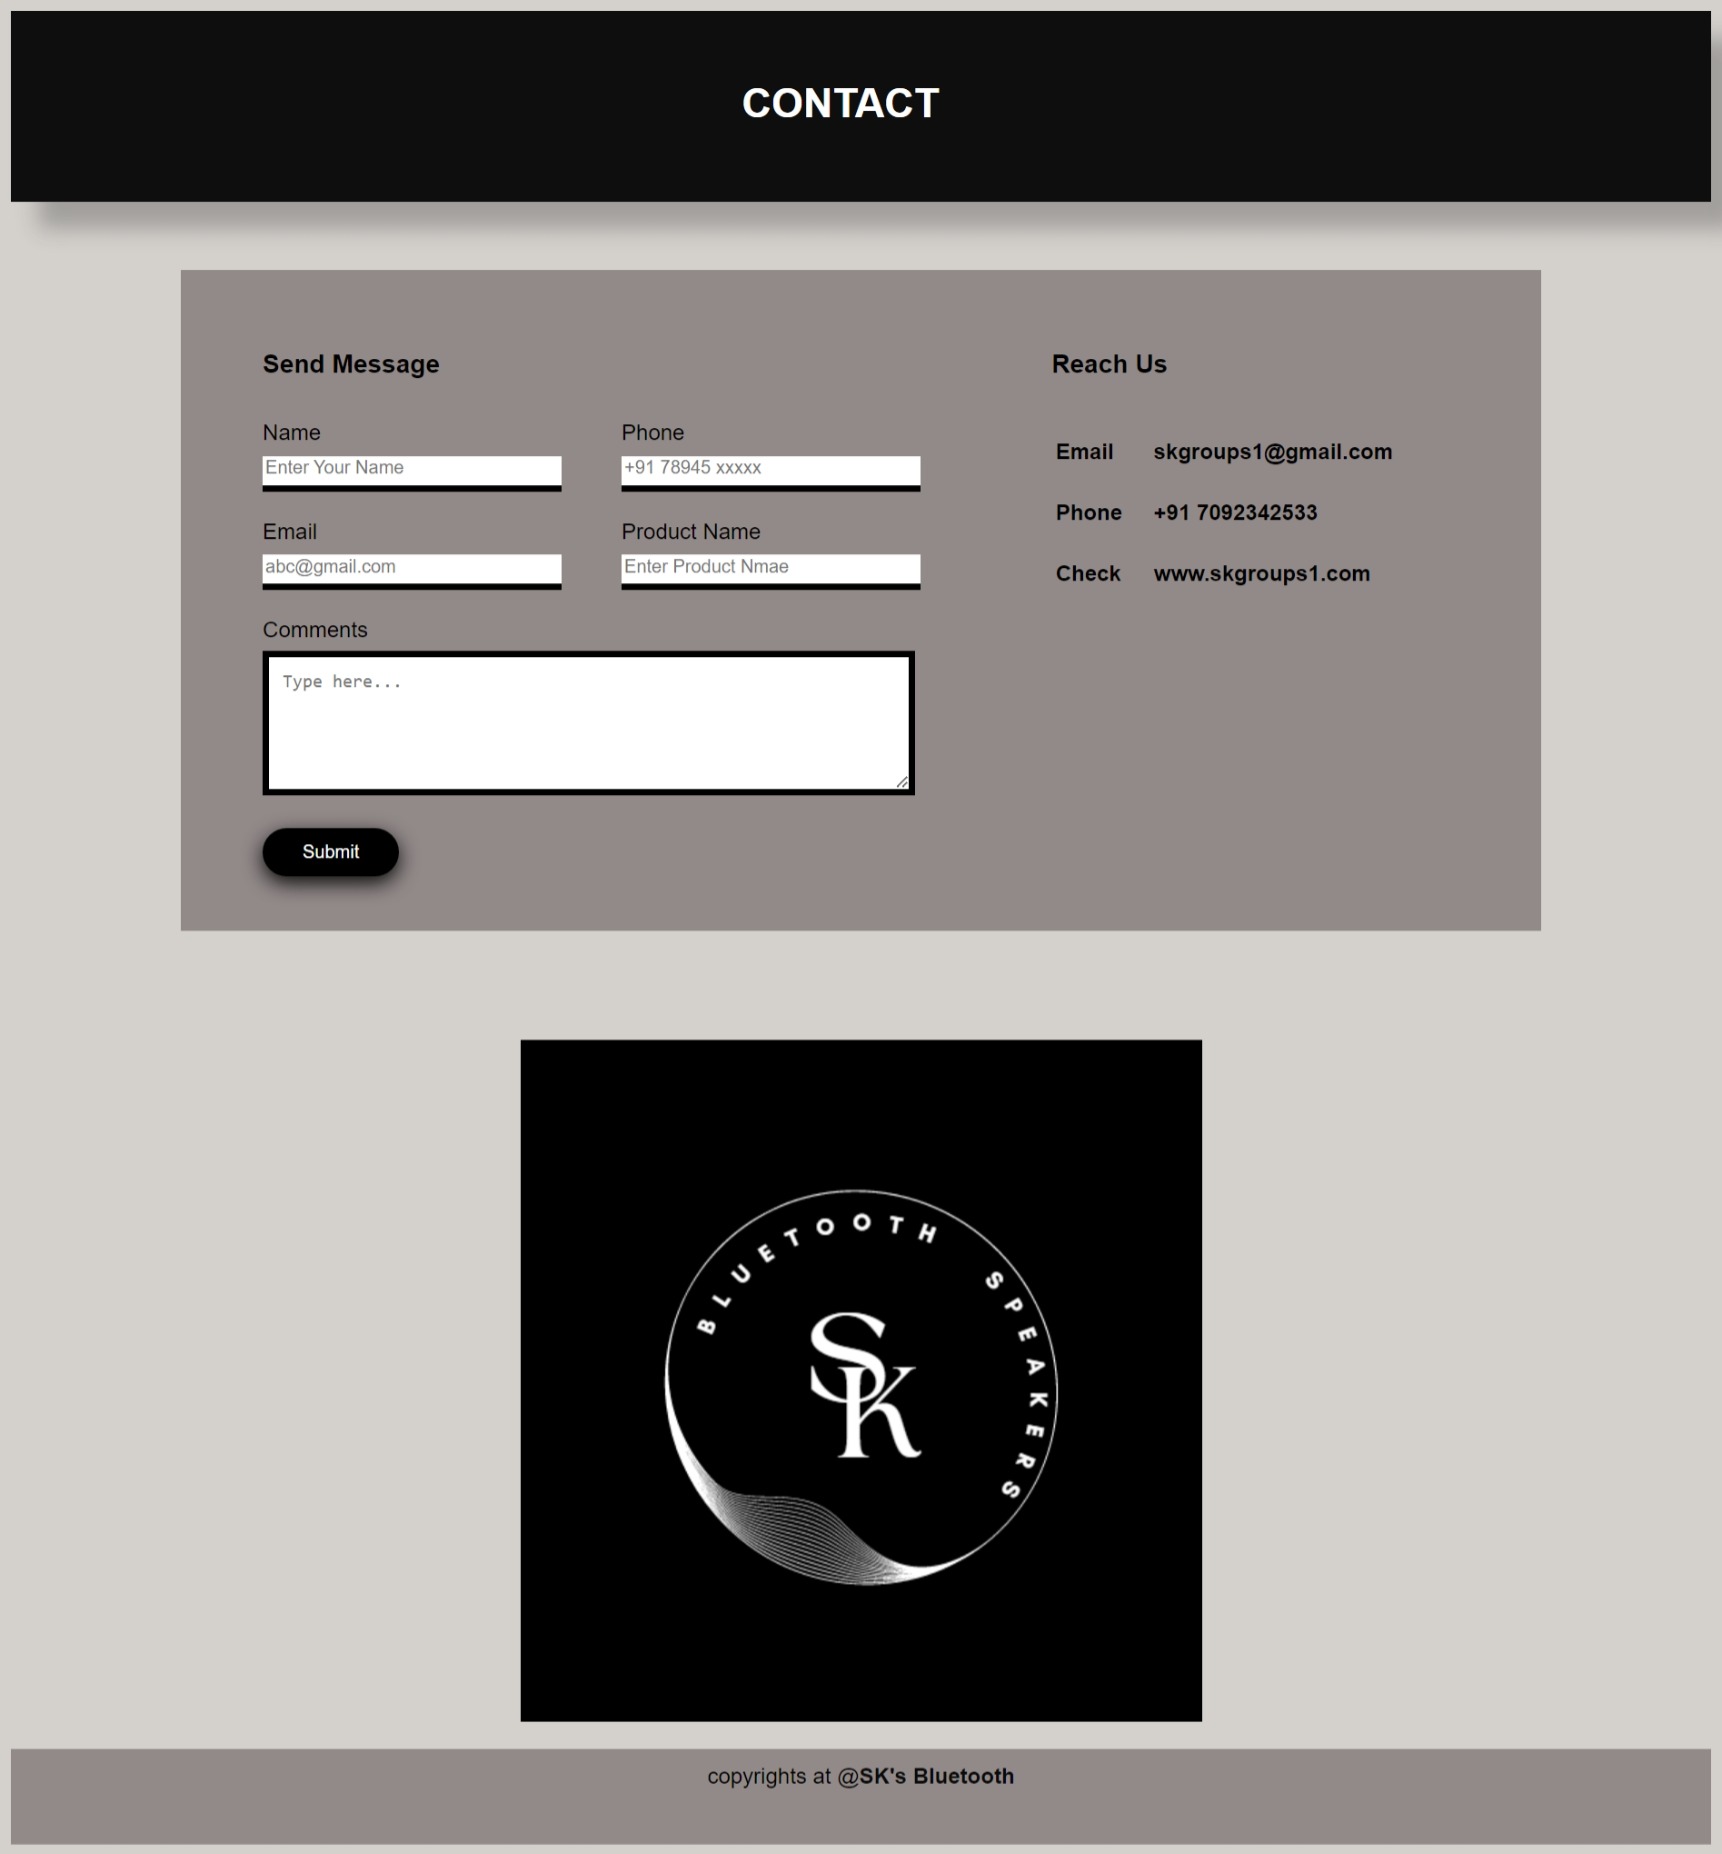 CONTACT
Send Message
Name
Enter Your Name
Phone
+91 78945 xxxxx
Email
abc@gmail.com
Product Name
Enter Product Nmae
Comments
Type here...
Submit
Reach Us
Email skgroups1@gmail.com
Phone +91 7092342533
Check www.skgroups1.com
BLUETOOTH SPEAKERS
SK
copyrights at @SK's Bluetooth